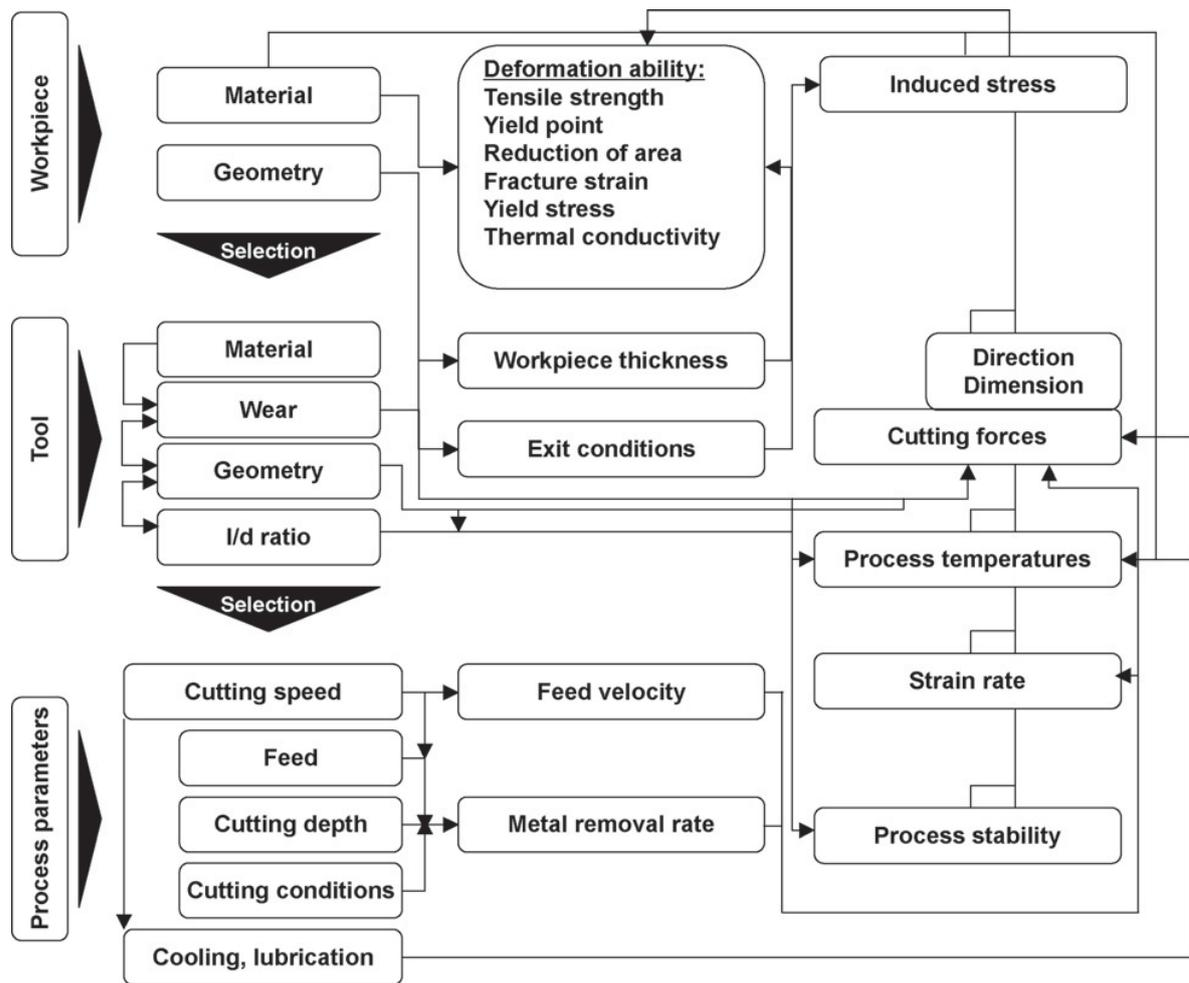 Workpiece
Material
Geometry
Selection
Deformation ability:
Tensile strength
Yield point
Reduction of area
Fracture strain
Yield stress
Thermal conductivity
Induced stress
Tool
Material
Wear
Geometry
l/d ratio
Selection
Workpiece thickness
Exit conditions
Direction
Dimension
Cutting forces
Process temperatures
Strain rate
Process stability
Process parameters
Cutting speed
Feed
Cutting depth
Cutting conditions
Cooling, lubrication
Feed velocity
Metal removal rate